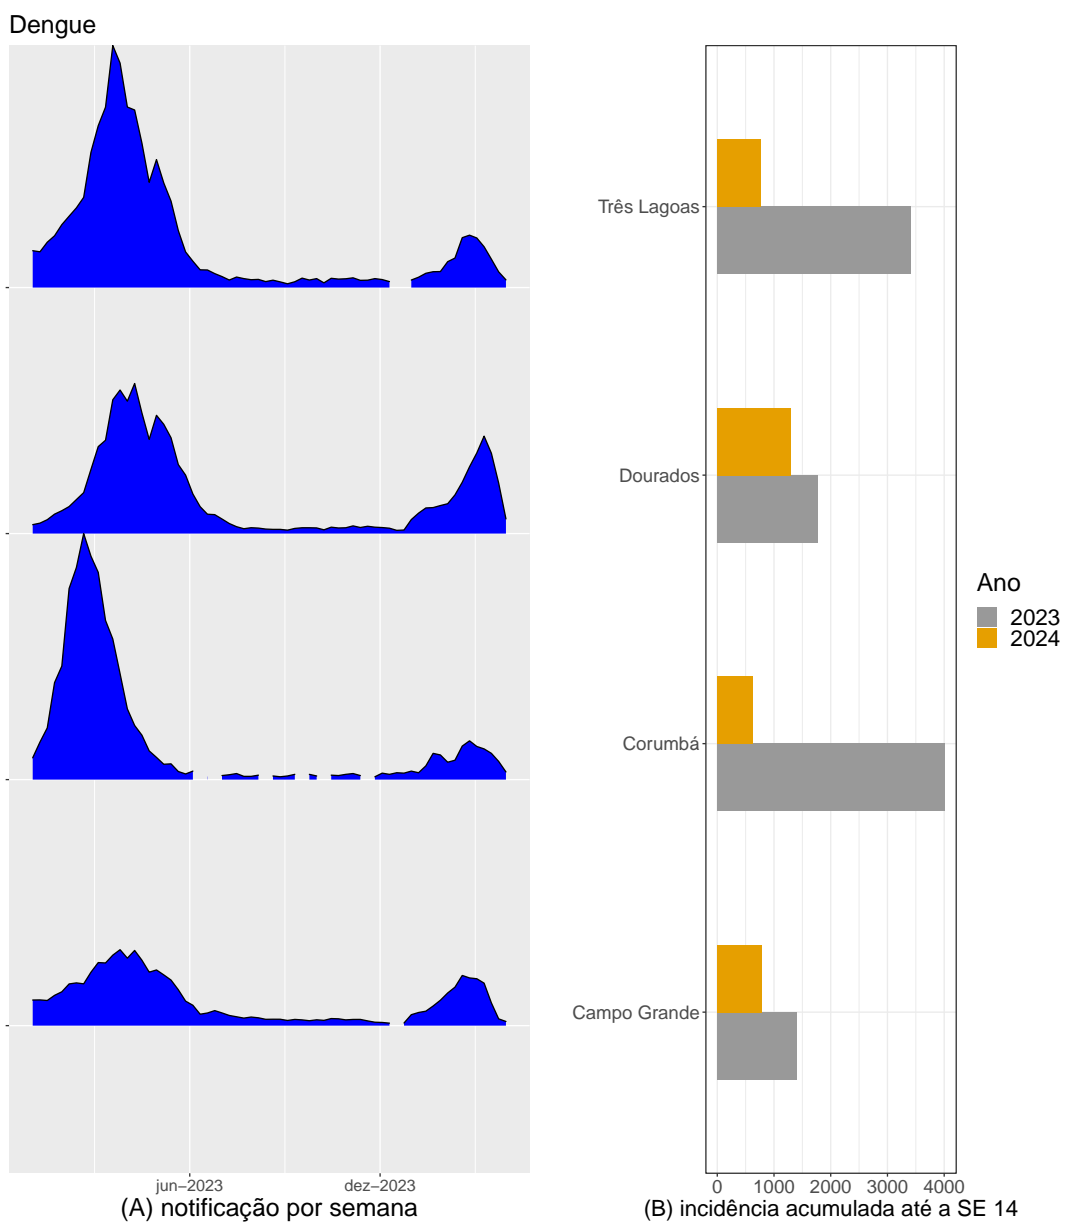 Dengue
jun–2023
dez–2023
(A) notificação por semana
Três Lagoas
Dourados
Corumbá
Campo Grande
0 1000 2000 3000 4000
(B) incidência acumulada até a SE 14
Ano
2023
2024